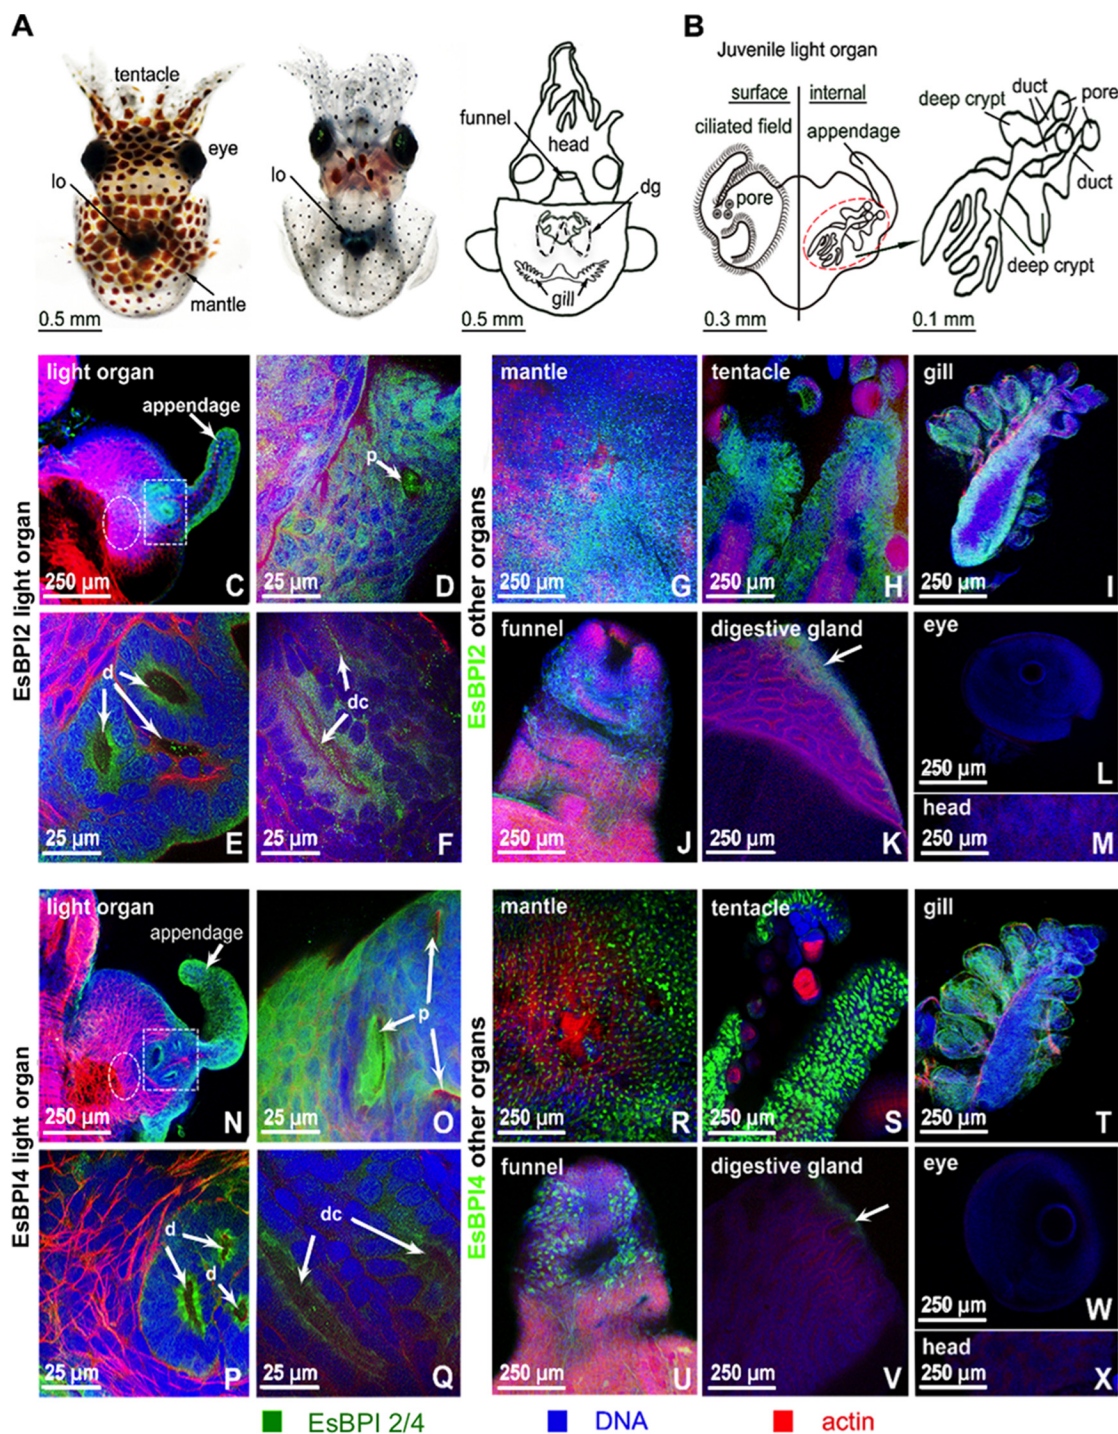 A
tentacle
eye
lo
mantle
0.5 mm
lo
funnel
head
dg
gill
0.5 mm
B
Juvenile light organ
surface
internal
ciliated field
appendage
pore
0.3 mm
deep crypt
duct
pore
duct
deep crypt
0.1 mm
EsBPI2 light organ
light organ
appendage
250 µm
C
p
25 µm
D
d
25 µm
E
dc
25 µm
F
EsBPI2 other organs
mantle
250 µm
G
tentacle
250 µm
H
gill
250 µm
I
funnel
250 µm
J
digestive gland
250 µm
K
eye
250 µm
L
head
250 µm
M
EsBPI4 light organ
light organ
appendage
250 µm
N
p
25 µm
O
d
d
25 µm
P
dc
25 µm
Q
EsBPI4 other organs
mantle
250 µm
R
tentacle
250 µm
S
gill
250 µm
T
funnel
250 µm
U
digestive gland
250 µm
V
eye
250 µm
W
head
250 µm
X
EsBPI 2/4
DNA
actin